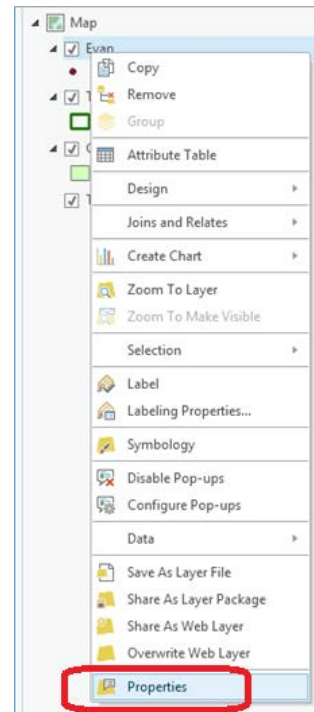 Map
Evan
T
Copy
Remove
Group
Attribute Table
Design
Joins and Relates
Create Chart
Zoom To Layer
Zoom To Make Visible
Selection
Label
Labeling Properties...
Symbology
Disable Pop-ups
Configure Pop-ups
Data
Save As Layer File
Share As Layer Package
Share As Web Layer
Overwrite Web Layer
Properties